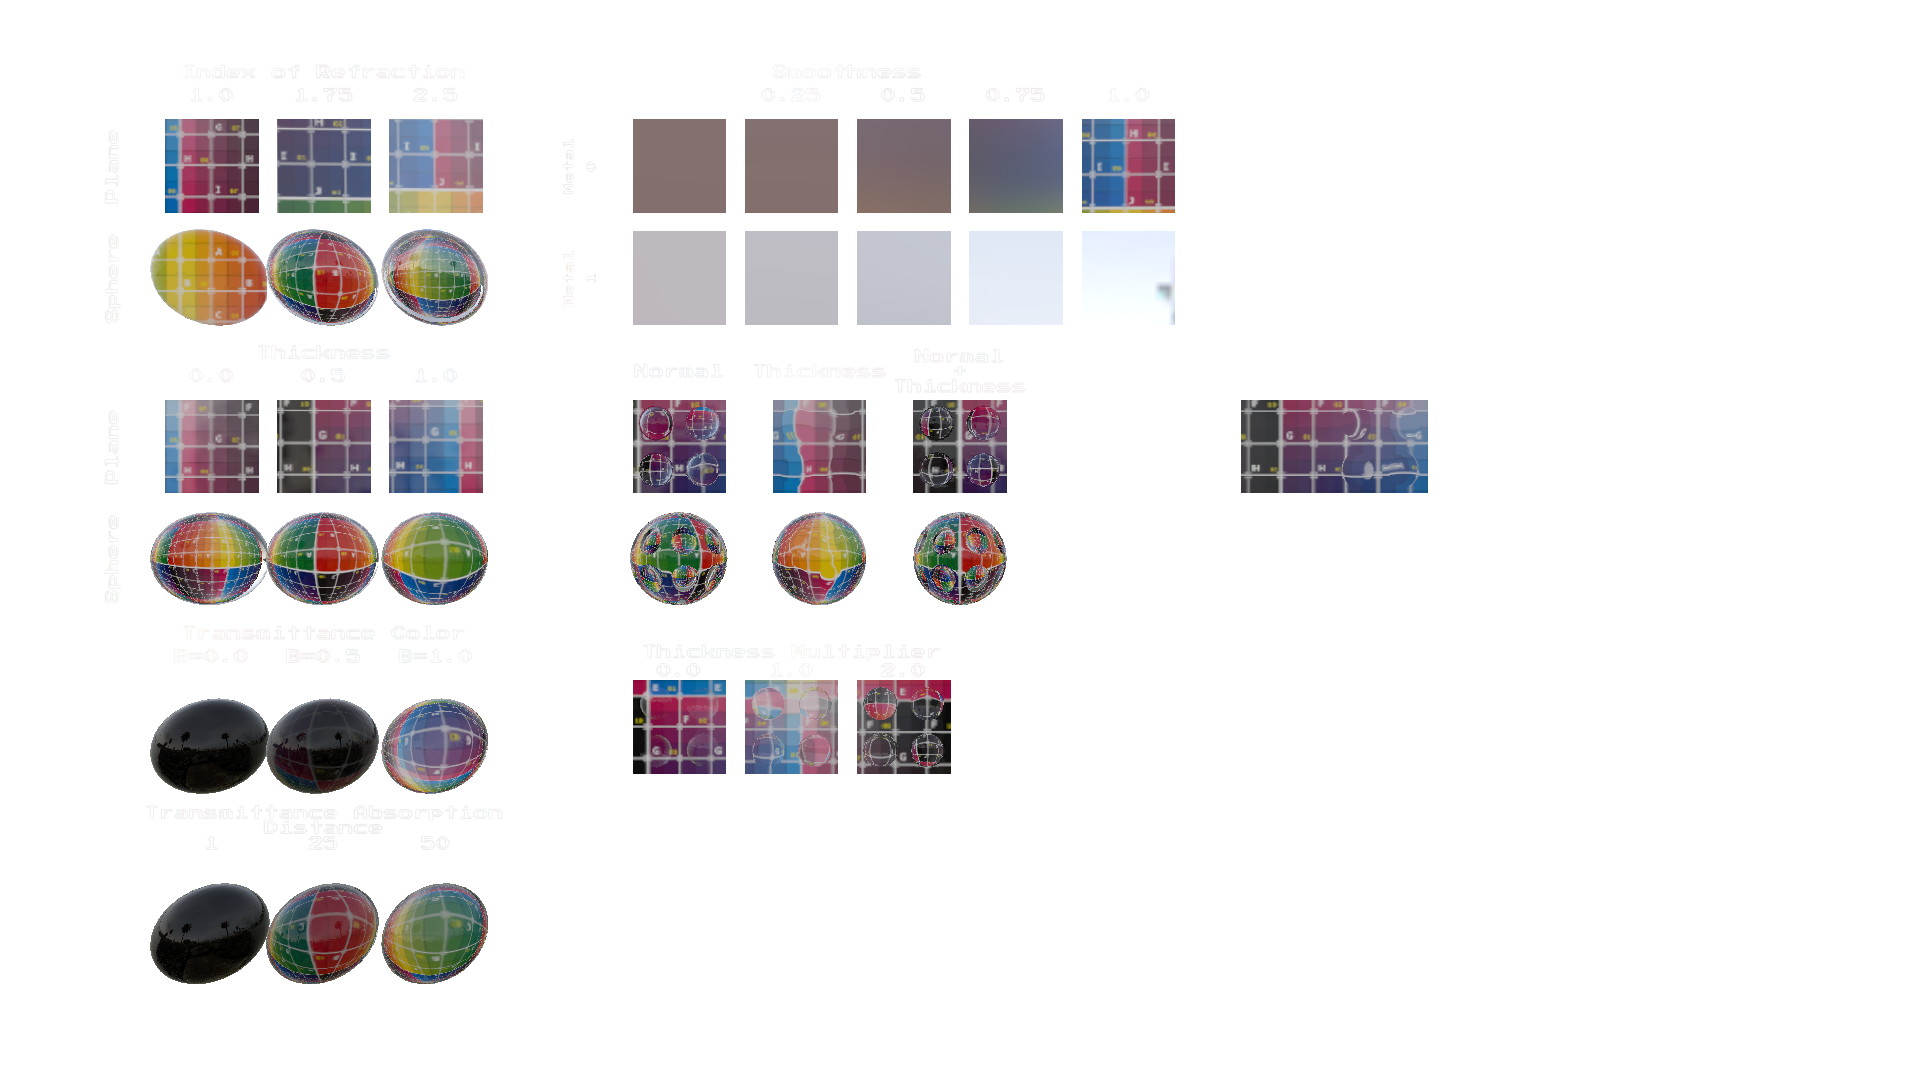 Index of Refraction
1.0 1.75 2.5
plane
Sphere
Smoothness
0.25 0.5 0.75 1.0
Metal
0
Metal
1
Thickness
0.0 0.5 1.0
plane
Sphere
Normal Thickness Normal
+
Thickness
Transmittance Color
B=0.0 B=0.5 B=1.0
Thickness Multiplier
0.0 1.0 2.0
Transmittance Absorption
Distance
1 25 50